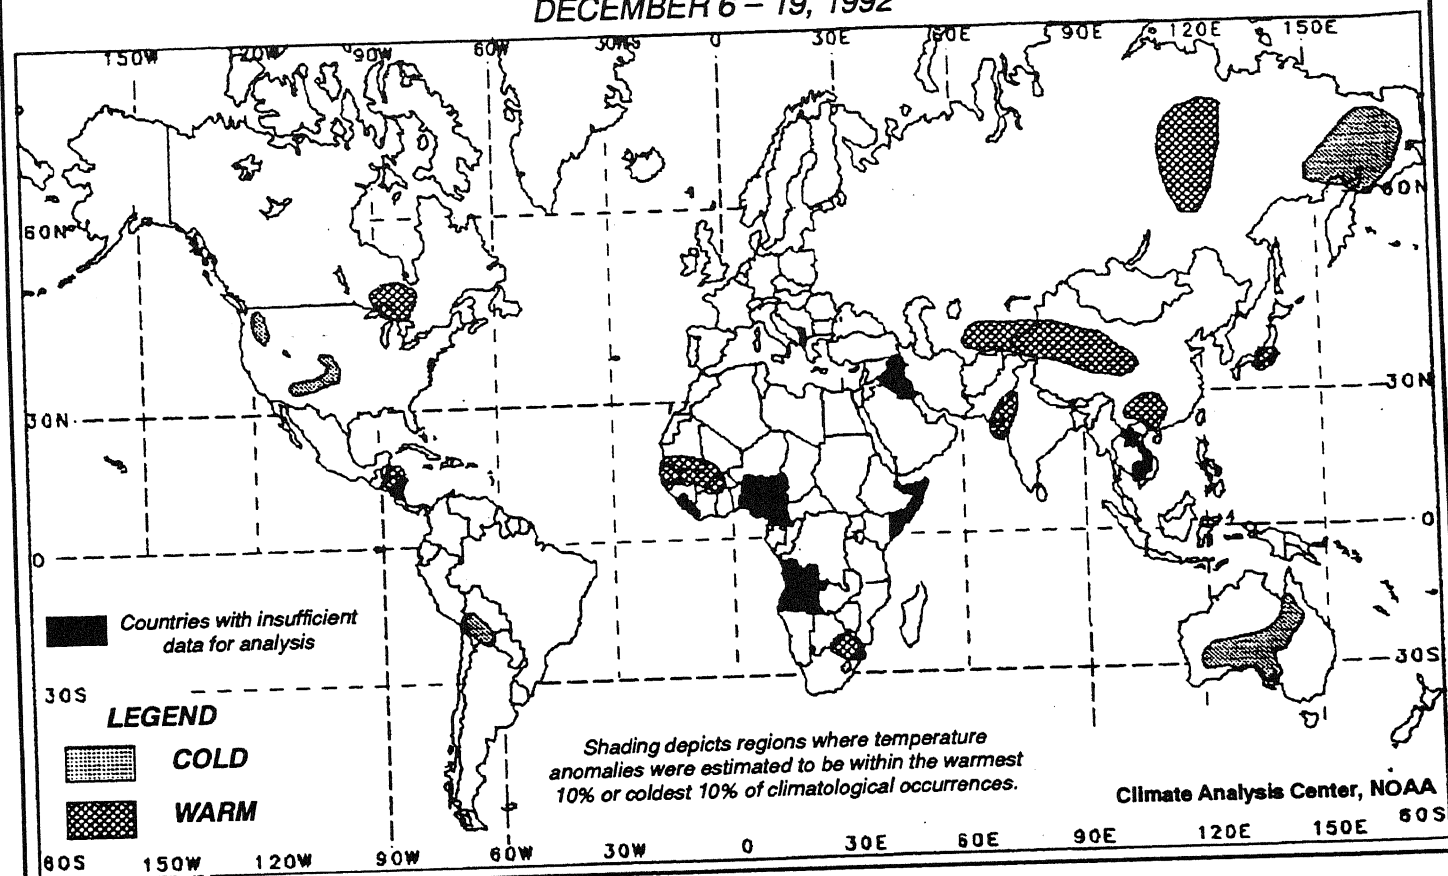 DECEMBER 6 – 19, 1992
150W 120W 90W 60W 30W 0 30E 60E 90E 120E 150E
60N
60N
30N
30N
0
0
Countries with insufficient
data for analysis
30S
30S
LEGEND
COLD
WARM
Shading depicts regions where temperature
anomalies were estimated to be within the warmest
10% or coldest 10% of climatological occurrences.
Climate Analysis Center, NOAA
60S
60S 150W 120W 90W 60W 30W 0 30E 60E 90E 120E 150E